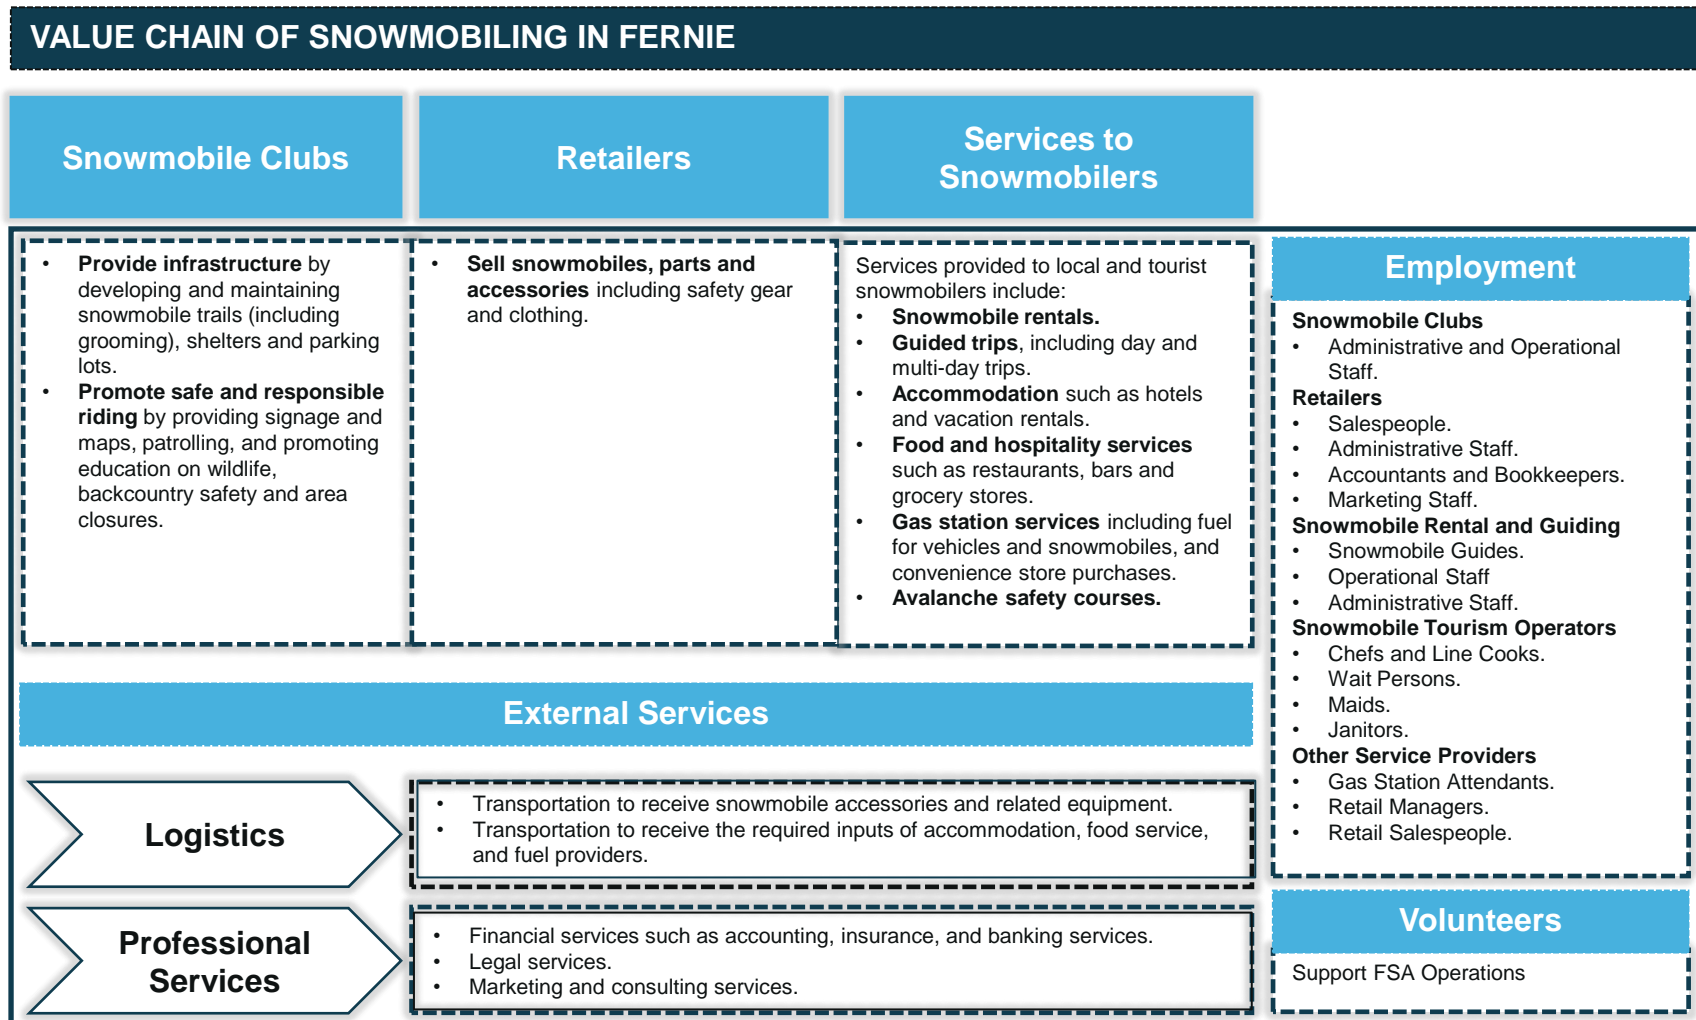 VALUE CHAIN OF SNOWMOBILING IN FERNIE
Snowmobile Clubs
Retailers
Services to
Snowmobilers
• Provide infrastructure by
developing and maintaining
snowmobile trails (including
grooming), shelters and parking
lots.
• Promote safe and responsible
riding by providing signage and
maps, patrolling, and promoting
education on wildlife,
backcountry safety and area
closures.
• Sell snowmobiles, parts and
accessories including safety gear
and clothing.
Services provided to local and tourist
snowmobilers include:
• Snowmobile rentals.
• Guided trips, including day and
multi-day trips.
• Accommodation such as hotels
and vacation rentals.
• Food and hospitality services
such as restaurants, bars and
grocery stores.
• Gas station services including fuel
for vehicles and snowmobiles, and
convenience store purchases.
• Avalanche safety courses.
Employment
Snowmobile Clubs
• Administrative and Operational
Staff.
Retailers
• Salespeople.
• Administrative Staff.
• Accountants and Bookkeepers.
• Marketing Staff.
Snowmobile Rental and Guiding
• Snowmobile Guides.
• Operational Staff
• Administrative Staff.
Snowmobile Tourism Operators
• Chefs and Line Cooks.
• Wait Persons.
• Maids.
• Janitors.
Other Service Providers
• Gas Station Attendants.
• Retail Managers.
• Retail Salespeople.
External Services
Logistics
• Transportation to receive snowmobile accessories and related equipment.
• Transportation to receive the required inputs of accommodation, food service,
and fuel providers.
Professional
Services
• Financial services such as accounting, insurance, and banking services.
• Legal services.
• Marketing and consulting services.
Volunteers
Support FSA Operations